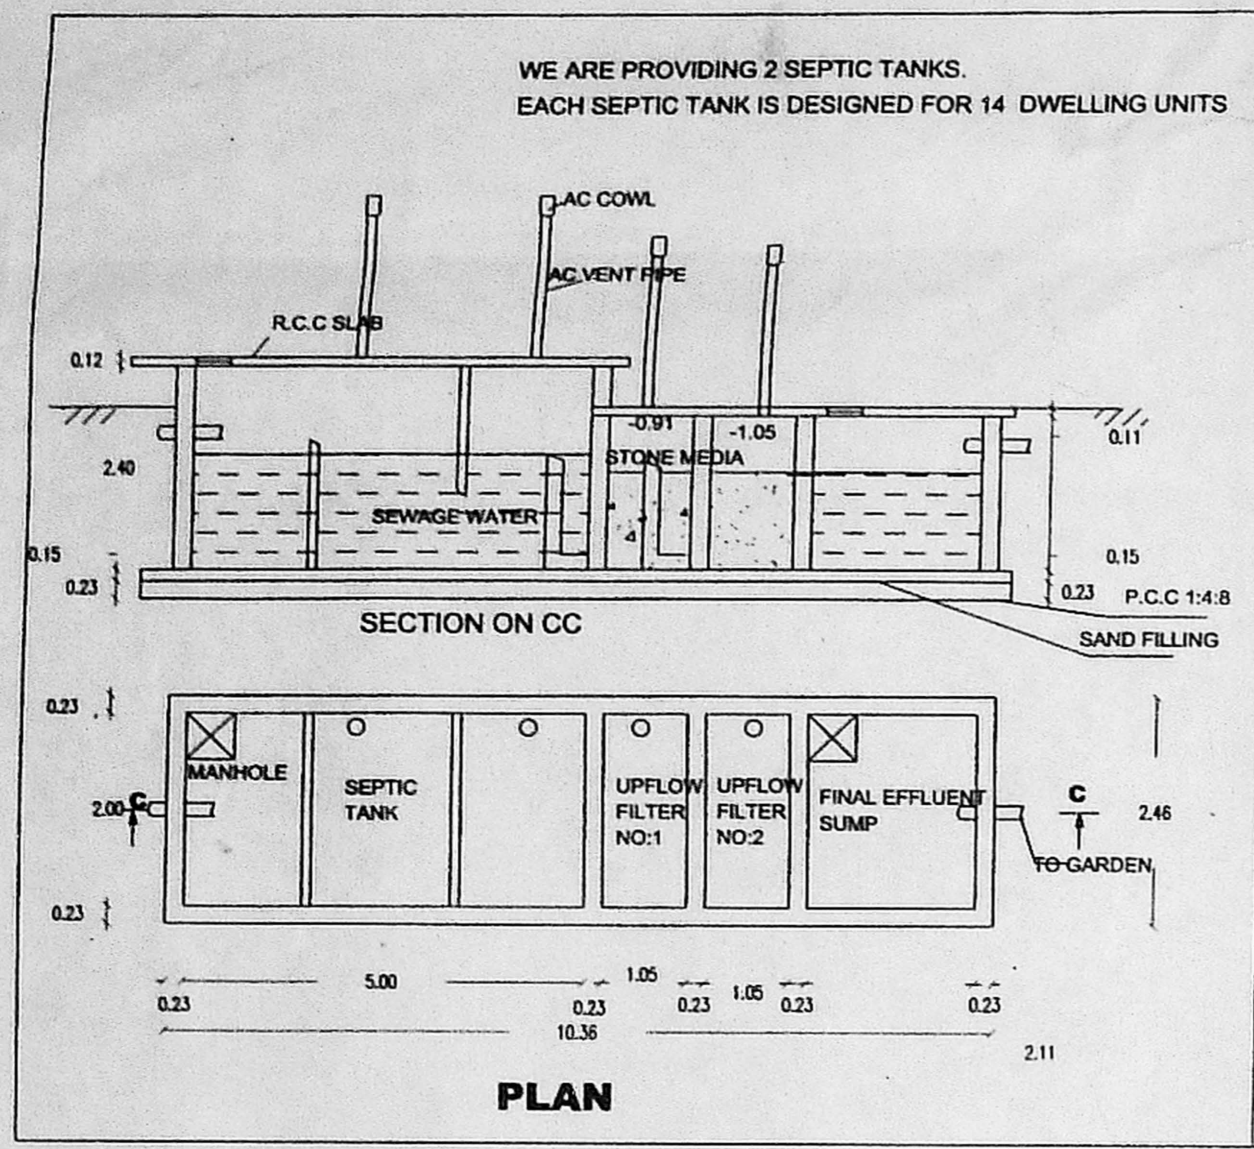 WE ARE PROVIDING 2 SEPTIC TANKS.
EACH SEPTIC TANK IS DESIGNED FOR 14 DWELLING UNITS
AC COWL
AC.VENT PIPE
R.C.C SLAB
0.12
-0.91
-1.05
0.11
STONE MEDIA
2.40
SEWAGE WATER
0.15
0.15
0.23
0.23
P.C.C 1:4:8
SECTION ON CC
SAND FILLING
0.23
MANHOLE
SEPTIC
TANK
UPFLOW
FILTER
NO:1
UPFLOW
FILTER
NO:2
FINAL EFFLUENT
SUMP
2.00
C
C
2.46
TO GARDEN
0.23
5.00
1.05
1.05
0.23
0.23
0.23
0.23
0.23
10.36
2.11
PLAN